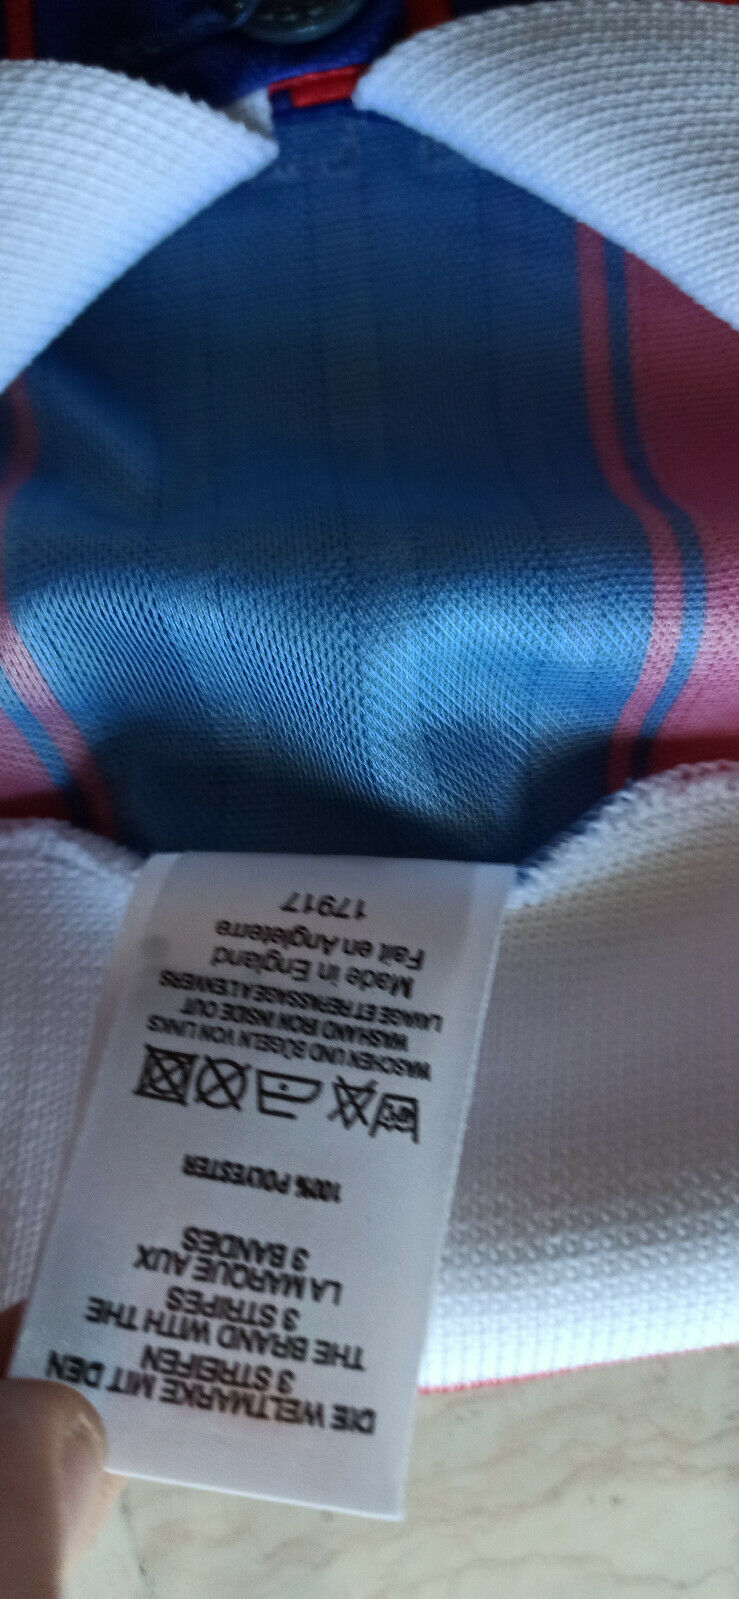 DIE WELTMARKE MIT DEN
3 STREIFEN
THE BRAND WITH THE
3 STRIPES
LA MARQUE AUX
3 BANDES
100% POLYESTER
WASCHEN UND BÜGELN VON LINKS
WASH AND IRON INSIDE OUT
LAVAGE ET REPASSAGE A L'ENVERS
Made in England
Fait en Angleterre
17917